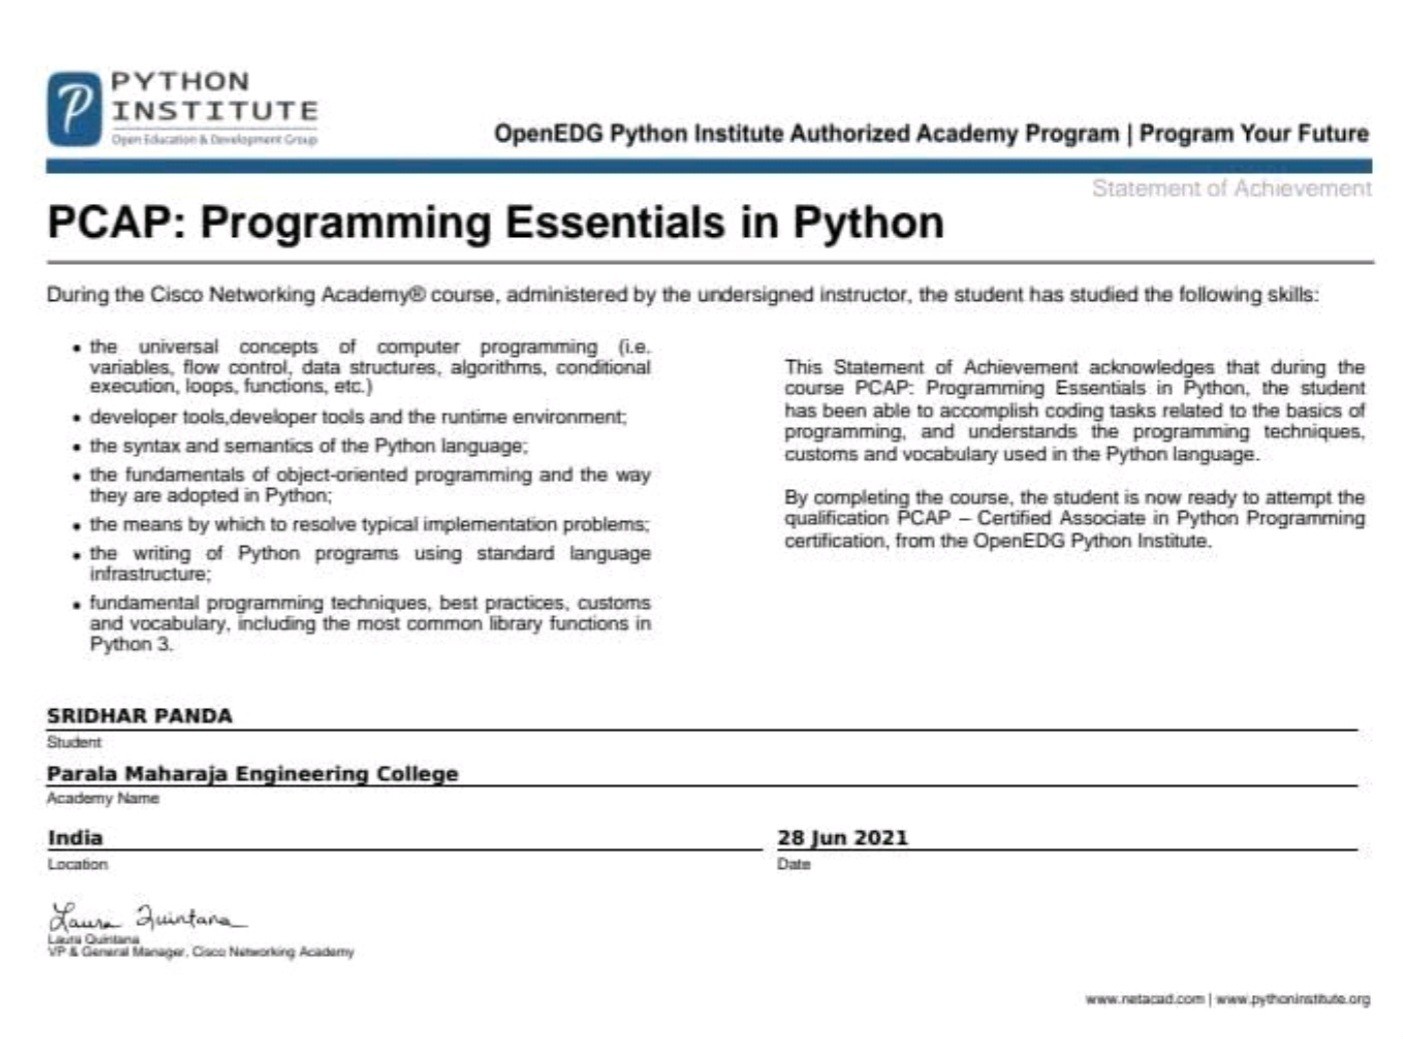 PYTHON
INSTITUTE
Open Education & Development Group
OpenEDG Python Institute Authorized Academy Program | Program Your Future
Statement of Achievement
PCAP: Programming Essentials in Python
During the Cisco Networking Academy® course, administered by the undersigned instructor, the student has studied the following skills:
• the universal concepts of computer programming (i.e.
variables, flow control, data structures, algorithms, conditional
execution, loops, functions, etc.)
• developer tools,developer tools and the runtime environment;
• the syntax and semantics of the Python language;
• the fundamentals of object-oriented programming and the way
they are adopted in Python;
• the means by which to resolve typical implementation problems;
• the writing of Python programs using standard language
infrastructure;
• fundamental programming techniques, best practices, customs
and vocabulary, including the most common library functions in
Python 3.
This Statement of Achievement acknowledges that during the
course PCAP: Programming Essentials in Python, the student
has been able to accomplish coding tasks related to the basics of
programming, and understands the programming techniques,
customs and vocabulary used in the Python language.
By completing the course, the student is now ready to attempt the
qualification PCAP – Certified Associate in Python Programming
certification, from the OpenEDG Python Institute.
SRIDHAR PANDA
Student
Parala Maharaja Engineering College
Academy Name
India
Location
28 Jun 2021
Date
Laura Quintana
Laura Quintana
VP & General Manager, Cisco Networking Academy
www.netacad.com | www.pythoninstitute.org